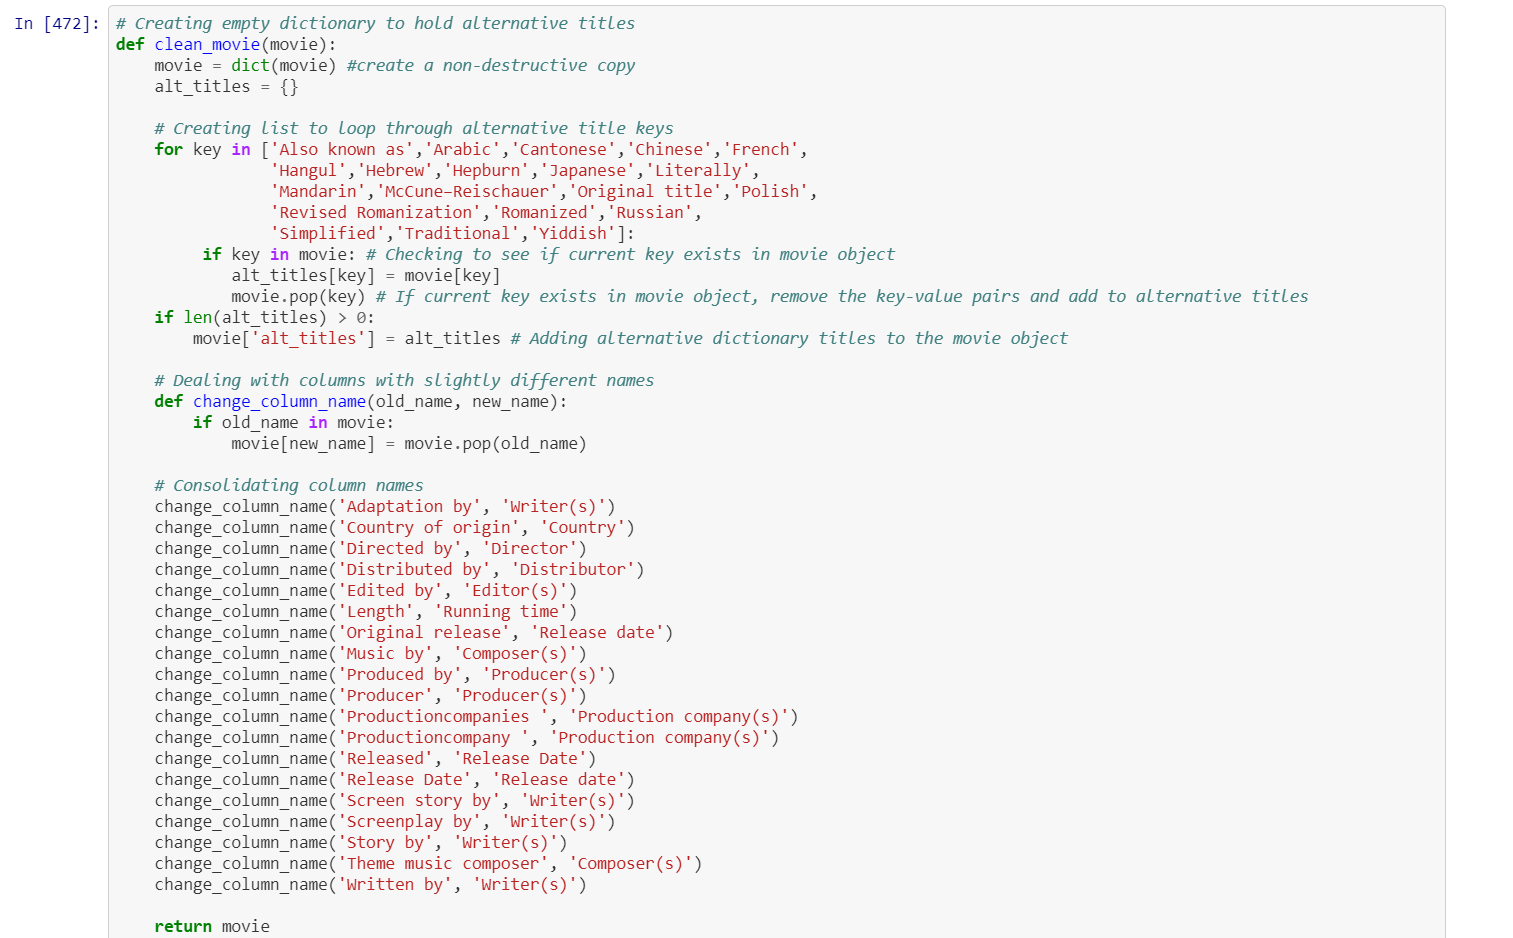 In [472]: # Creating empty dictionary to hold alternative titles
def clean_movie(movie):
    movie = dict(movie) #create a non-destructive copy
    alt_titles = {}

    # Creating list to loop through alternative title keys
    for key in ['Also known as','Arabic','Cantonese','Chinese','French',
                'Hangul','Hebrew','Hepburn','Japanese','Literally',
                'Mandarin','McCune–Reischauer','Original title','Polish',
                'Revised Romanization','Romanized','Russian',
                'Simplified','Traditional','Yiddish']:
         if key in movie: # Checking to see if current key exists in movie object
            alt_titles[key] = movie[key]
            movie.pop(key) # If current key exists in movie object, remove the key-value pairs and add to alternative titles
    if len(alt_titles) > 0:
        movie['alt_titles'] = alt_titles # Adding alternative dictionary titles to the movie object

    # Dealing with columns with slightly different names
    def change_column_name(old_name, new_name):
        if old_name in movie:
            movie[new_name] = movie.pop(old_name)

    # Consolidating column names
    change_column_name('Adaptation by', 'Writer(s)')
    change_column_name('Country of origin', 'Country')
    change_column_name('Directed by', 'Director')
    change_column_name('Distributed by', 'Distributor')
    change_column_name('Edited by', 'Editor(s)')
    change_column_name('Length', 'Running time')
    change_column_name('Original release', 'Release date')
    change_column_name('Music by', 'Composer(s)')
    change_column_name('Produced by', 'Producer(s)')
    change_column_name('Producer', 'Producer(s)')
    change_column_name('Productioncompanies ', 'Production company(s)')
    change_column_name('Productioncompany ', 'Production company(s)')
    change_column_name('Released', 'Release Date')
    change_column_name('Release Date', 'Release date')
    change_column_name('Screen story by', 'Writer(s)')
    change_column_name('Screenplay by', 'Writer(s)')
    change_column_name('Story by', 'Writer(s)')
    change_column_name('Theme music composer', 'Composer(s)')
    change_column_name('Written by', 'Writer(s)')

    return movie